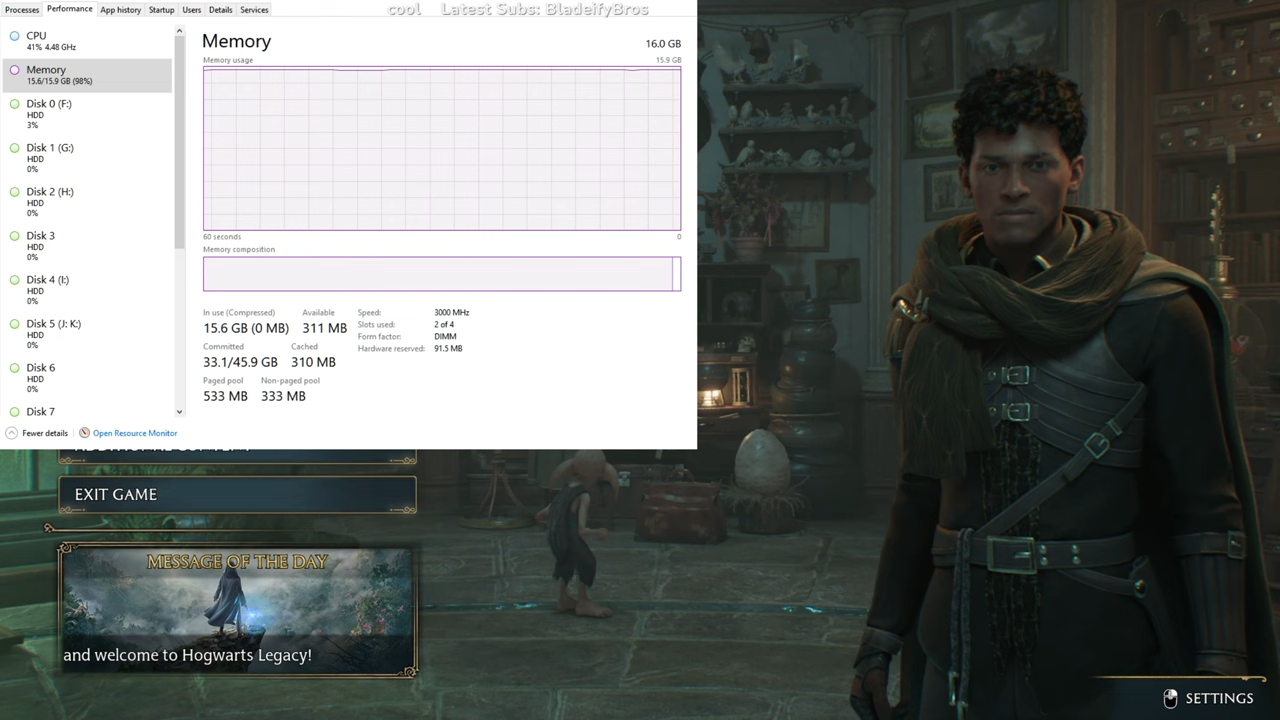 Processes Performance App history Startup Users Details Services
cool Latest Subs: BladeifyBros
CPU
41% 4.48 GHz
Memory
15.6/15.9 GB (98%)
Disk 0 (F:)
HDD
3%
Disk 1 (G:)
HDD
0%
Disk 2 (H:)
HDD
0%
Disk 3
HDD
0%
Disk 4 (I:)
HDD
0%
Disk 5 (J: K:)
HDD
0%
Disk 6
HDD
0%
Disk 7
Memory 16.0 GB
Memory usage 15.9 GB
60 seconds 0
Memory composition
In use (Compressed) Available
15.6 GB (0 MB) 311 MB
Committed Cached
33.1/45.9 GB 310 MB
Paged pool Non-paged pool
533 MB 333 MB
Speed: 3000 MHz
Slots used: 2 of 4
Form factor: DIMM
Hardware reserved: 91.5 MB
Fewer details Open Resource Monitor
EXIT GAME
MESSAGE OF THE DAY
and welcome to Hogwarts Legacy!
SETTINGS